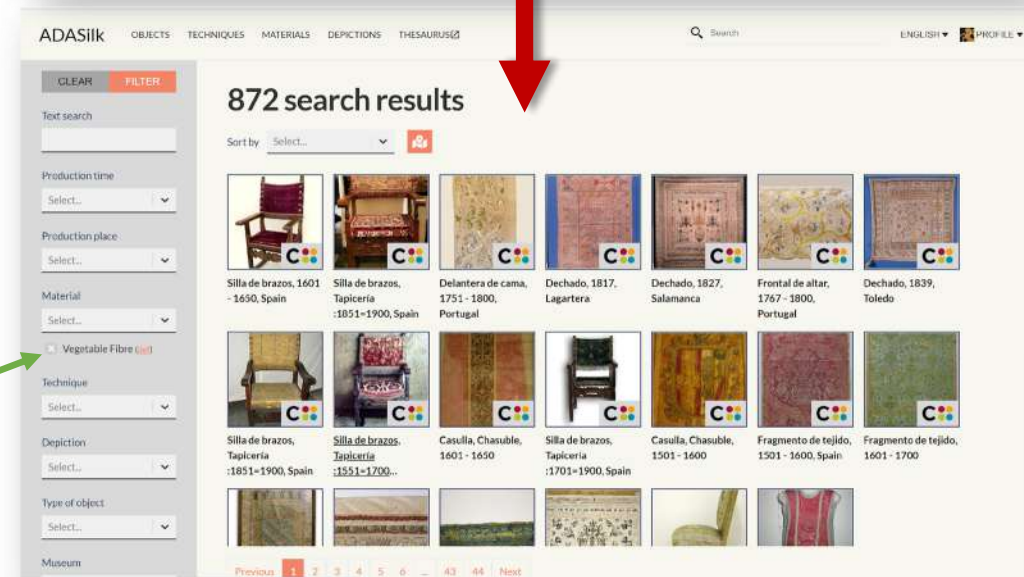 ADASilk OBJECTS TECHNIQUES MATERIALS DEPICTIONS THESAURUS Search ENGLISH PROFILE
CLEAR FILTER
Text search
Production time
Select...
Production place
Select...
Material
Select...
Vegetable Fibre (def)
Technique
Select...
Depiction
Select...
Type of object
Select...
Museum
872 search results
Sort by Select...
C C C C C C
Silla de brazos, 1601
- 1650, Spain
Silla de brazos,
Tapicería
:1851=1900, Spain
Delantera de cama,
1751 - 1800,
Portugal
Dechado, 1817,
Lagartera
Dechado, 1827,
Salamanca
Frontal de altar,
1767 - 1800,
Portugal
Dechado, 1839,
Toledo
C C C C C C
Silla de brazos,
Tapicería
:1851=1900, Spain
Silla de brazos,
Tapicería
:1551=1700...
Casulla, Chasuble,
1601 - 1650
Silla de brazos,
Tapicería
:1701=1900, Spain
Casulla, Chasuble,
1501 - 1600
Fragmento de tejido,
1501 - 1600, Spain
Fragmento de tejido,
1601 - 1700
Previous 1 2 3 4 5 6 ... 43 44 Next